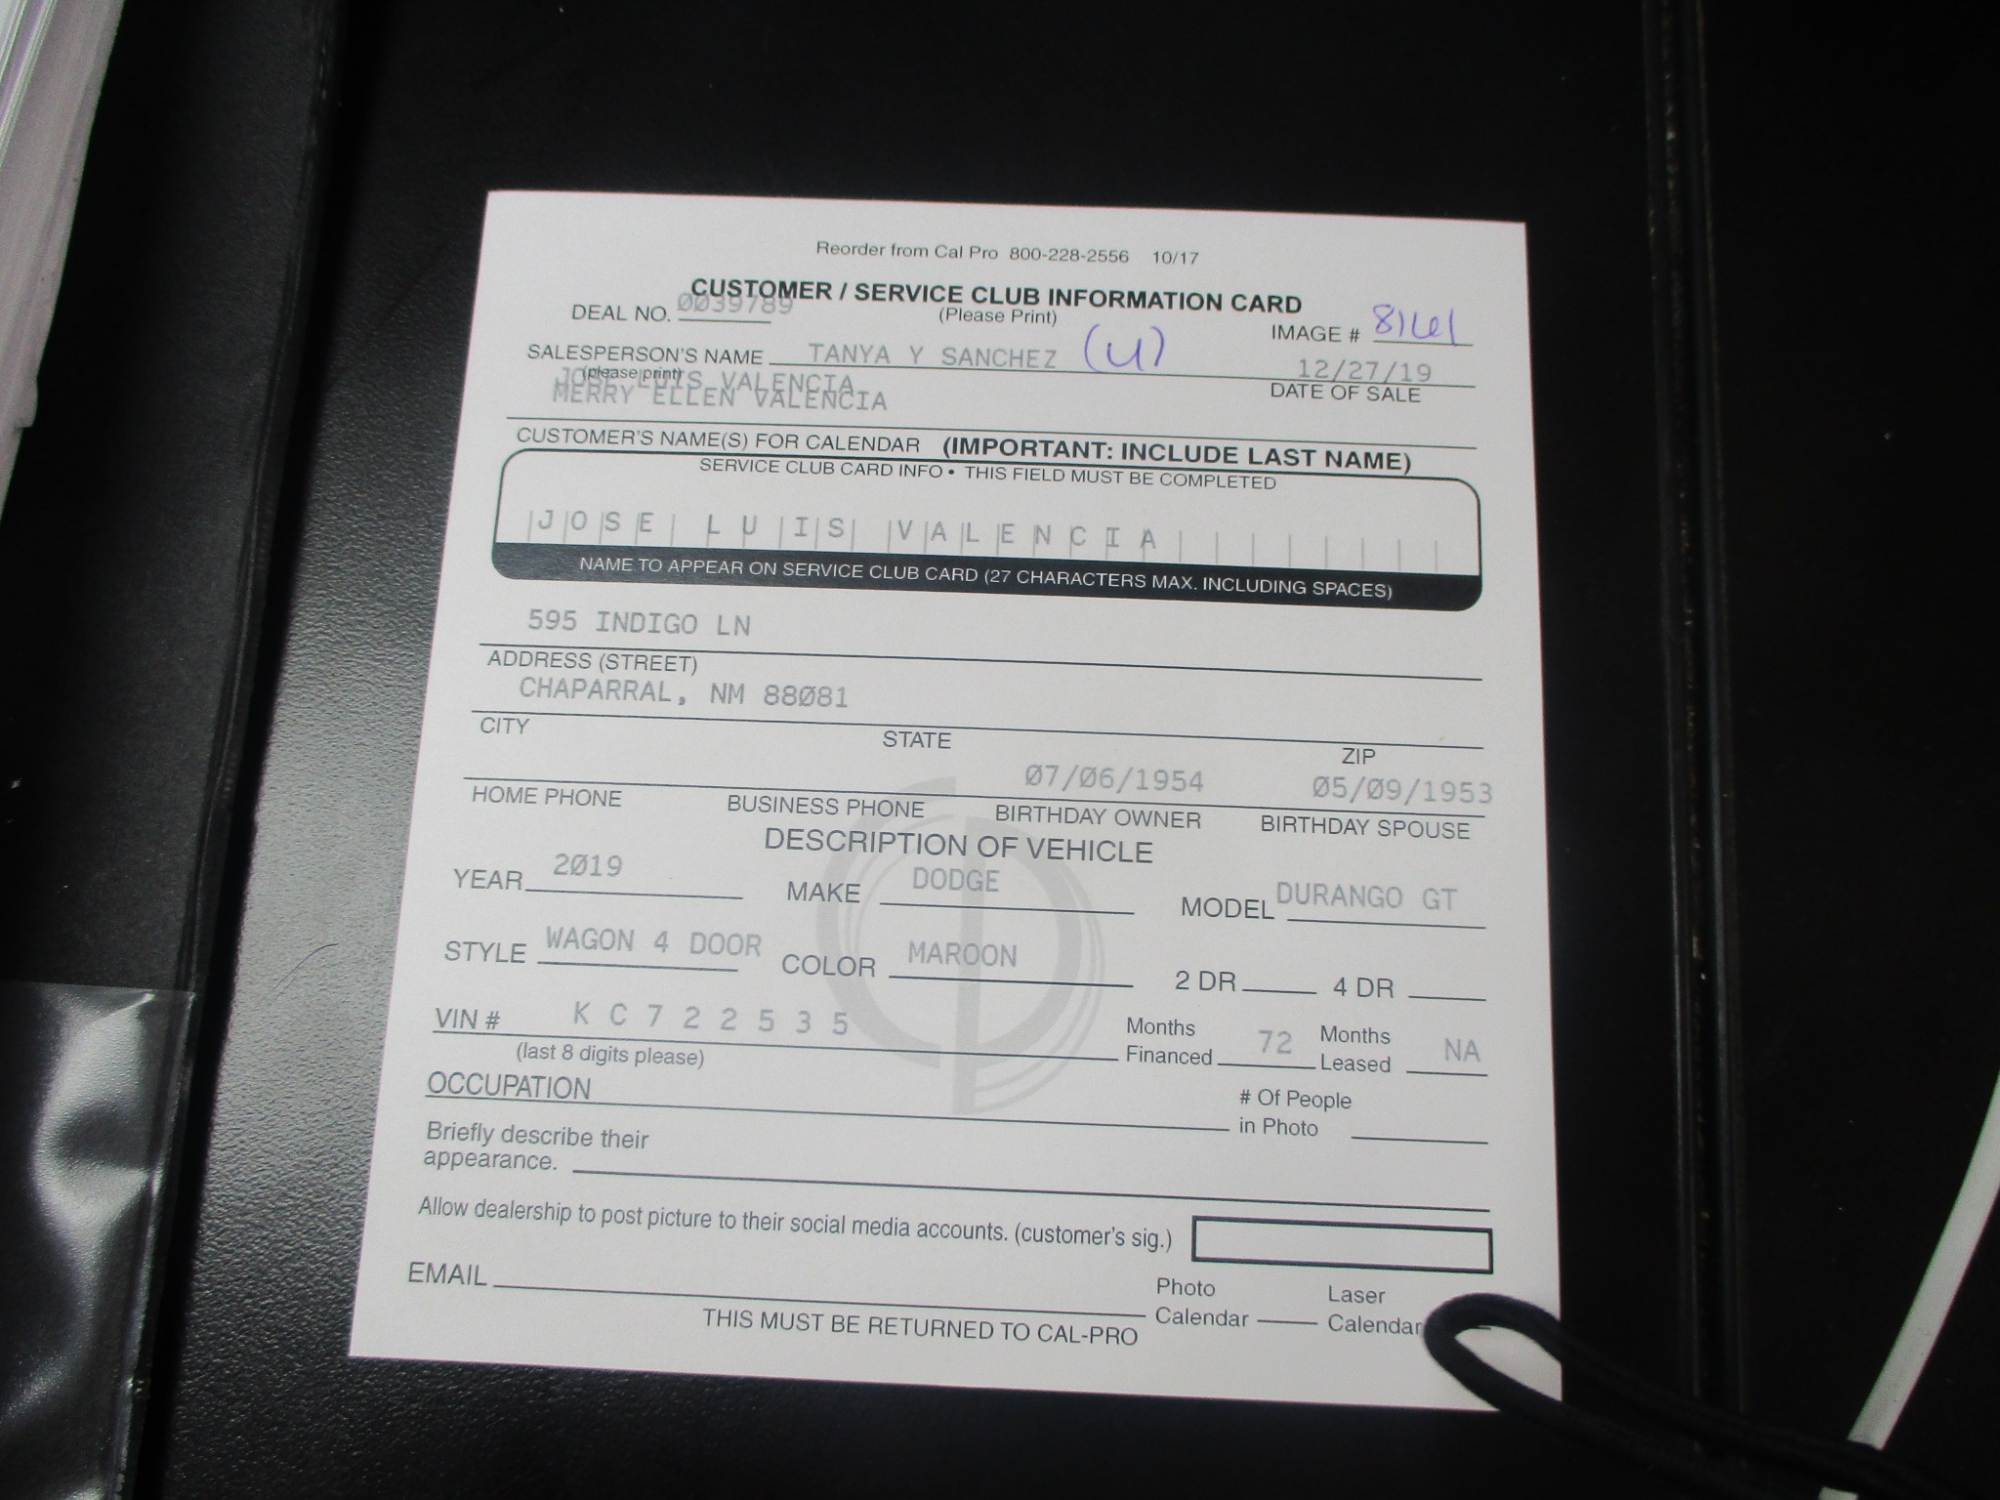 Reorder from Cal Pro 800-228-2556 10/17
CUSTOMER / SERVICE CLUB INFORMATION CARD
DEAL NO. 0039789
(Please Print)
IMAGE #
SALESPERSON'S NAME TANYA Y SANCHEZ (U) 12/27/19
(please print)
DATE OF SALE
JOSE LUIS VALENCIA
MERRY ELLEN VALENCIA
CUSTOMER'S NAME(S) FOR CALENDAR (IMPORTANT: INCLUDE LAST NAME)
SERVICE CLUB CARD INFO • THIS FIELD MUST BE COMPLETED
JOSE LUIS VALENCIA
NAME TO APPEAR ON SERVICE CLUB CARD (27 CHARACTERS MAX. INCLUDING SPACES)
595 INDIGO LN
ADDRESS (STREET)
CHAPARRAL, NM 88081
CITY STATE ZIP
07/06/1954 05/09/1953
HOME PHONE BUSINESS PHONE BIRTHDAY OWNER BIRTHDAY SPOUSE
DESCRIPTION OF VEHICLE
YEAR 2019 MAKE DODGE MODEL DURANGO GT
STYLE WAGON 4 DOOR COLOR MAROON 2 DR 4 DR
VIN # KC722535 Months Financed 72 Months Leased NA
(last 8 digits please)
OCCUPATION # Of People in Photo
Briefly describe their
appearance.
Allow dealership to post picture to their social media accounts. (customer's sig.)
EMAIL Photo Calendar Laser Calendar
THIS MUST BE RETURNED TO CAL-PRO